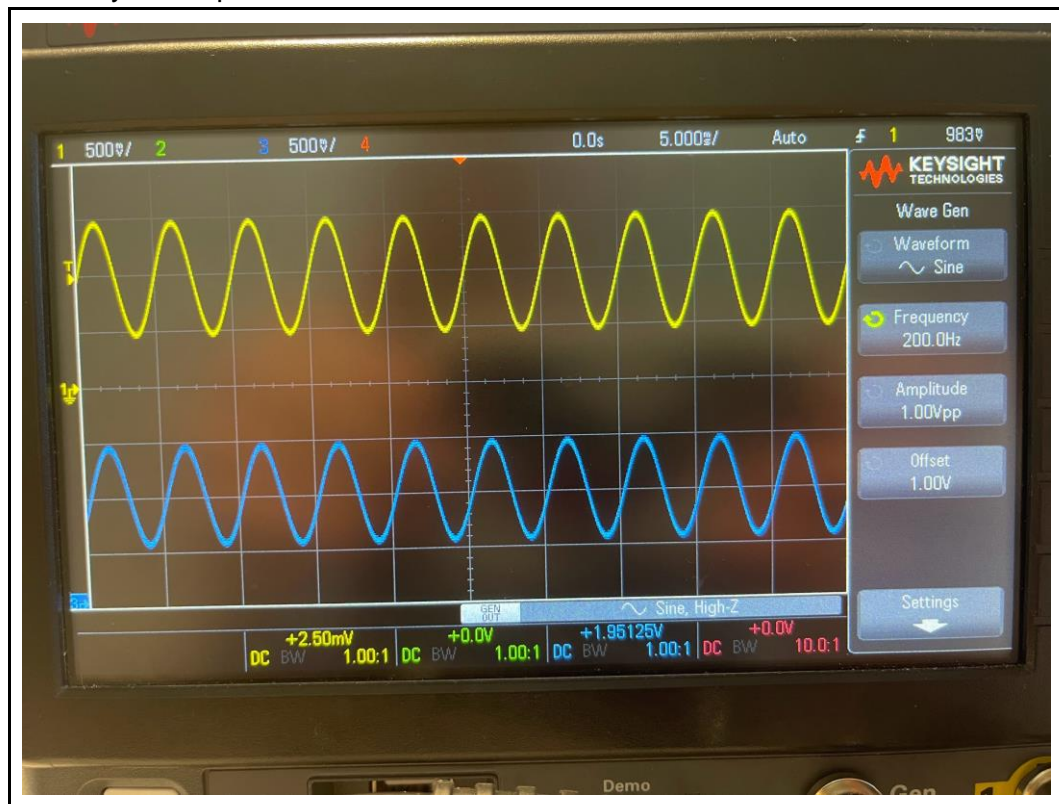 1 500mV/ 2 3 500mV/ 4 0.0s 5.000ms/ Auto 1 983mV
KEYSIGHT
TECHNOLOGIES
Wave Gen
Waveform
Sine
T
Frequency
200.0Hz
1
Amplitude
1.00Vpp
Offset
1.00V
GEN
OUT
Sine, High-Z
Settings
+2.50mV +0.0V +1.95125V +0.0V
DC BW 1.00:1 DC BW 1.00:1 DC BW 1.00:1 DC BW 10.0:1
Demo
Gen